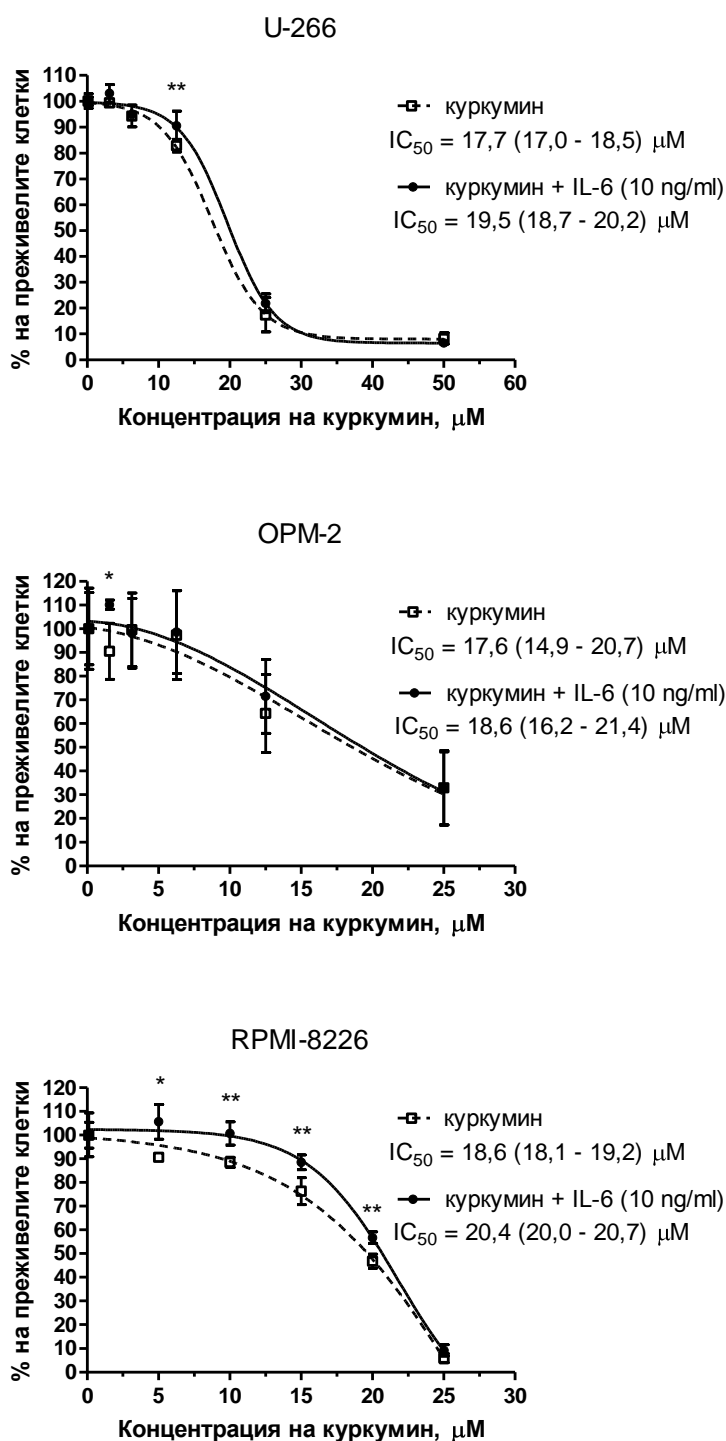 U-266
% на преживелите клетки
110
100
90
80
70
60
50
40
30
20
10
0
**
куркумин
IC50 = 17,7 (17,0 - 18,5) μM
куркумин + IL-6 (10 ng/ml)
IC50 = 19,5 (18,7 - 20,2) μM
0 10 20 30 40 50 60
Концентрация на куркумин, μM
OPM-2
% на преживелите клетки
120
110
100
90
80
70
60
50
40
30
20
10
0
*
куркумин
IC50 = 17,6 (14,9 - 20,7) μM
куркумин + IL-6 (10 ng/ml)
IC50 = 18,6 (16,2 - 21,4) μM
0 5 10 15 20 25 30
Концентрация на куркумин, μM
RPMI-8226
% на преживелите клетки
120
110
100
90
80
70
60
50
40
30
20
10
0
* ** ** **
куркумин
IC50 = 18,6 (18,1 - 19,2) μM
куркумин + IL-6 (10 ng/ml)
IC50 = 20,4 (20,0 - 20,7) μM
0 5 10 15 20 25 30
Концентрация на куркумин, μM